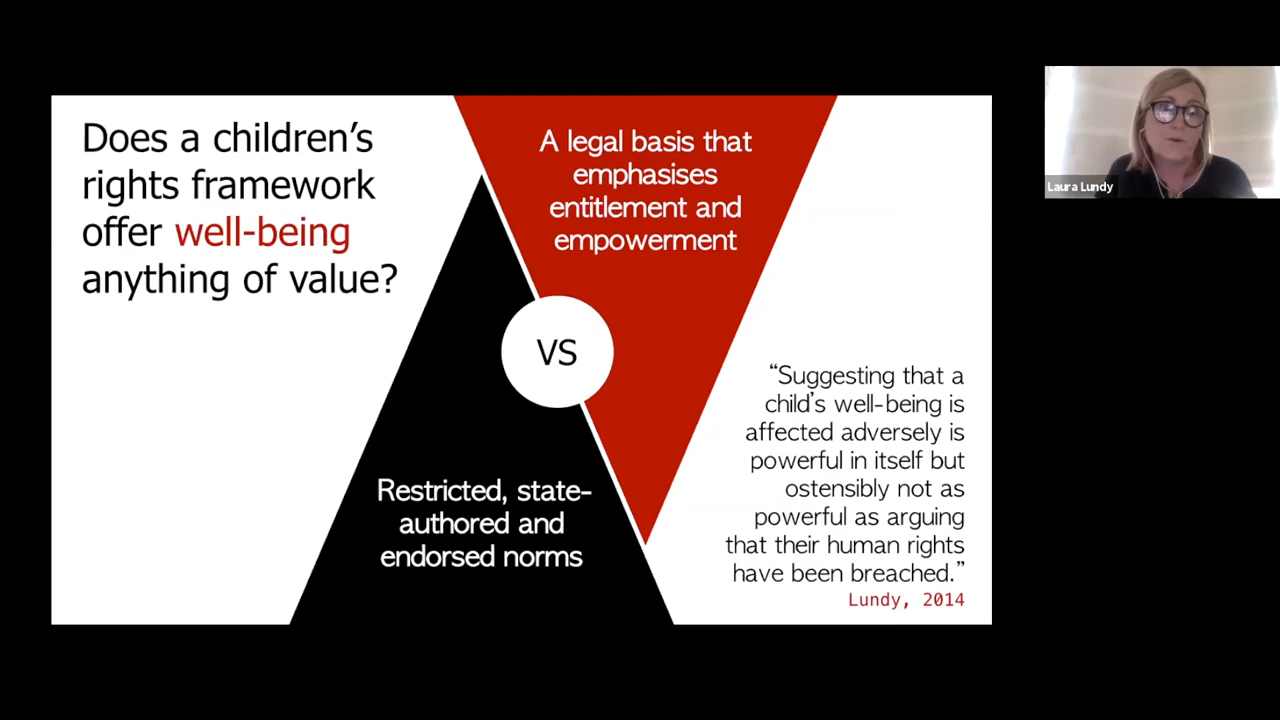 Does a children’s
rights framework
offer well-being
anything of value?
A legal basis that
emphasises
entitlement and
empowerment
VS
Restricted, state-
authored and
endorsed norms
“Suggesting that a
child’s well-being is
affected adversely is
powerful in itself but
ostensibly not as
powerful as arguing
that their human rights
have been breached.”
Lundy, 2014
Laura Lundy